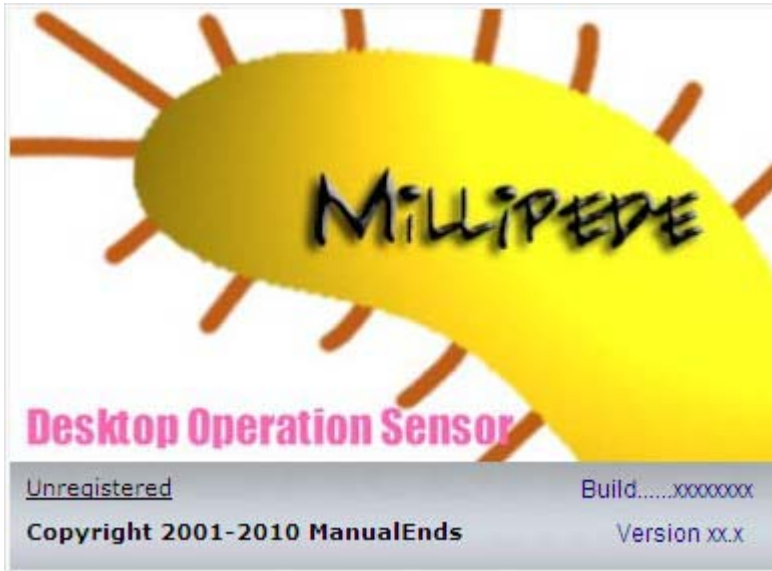 MiLLiPEDE
Desktop Operation Sensor
Unregistered
Build......xxxxxxxx
Copyright 2001-2010 ManualEnds
Version xx.x